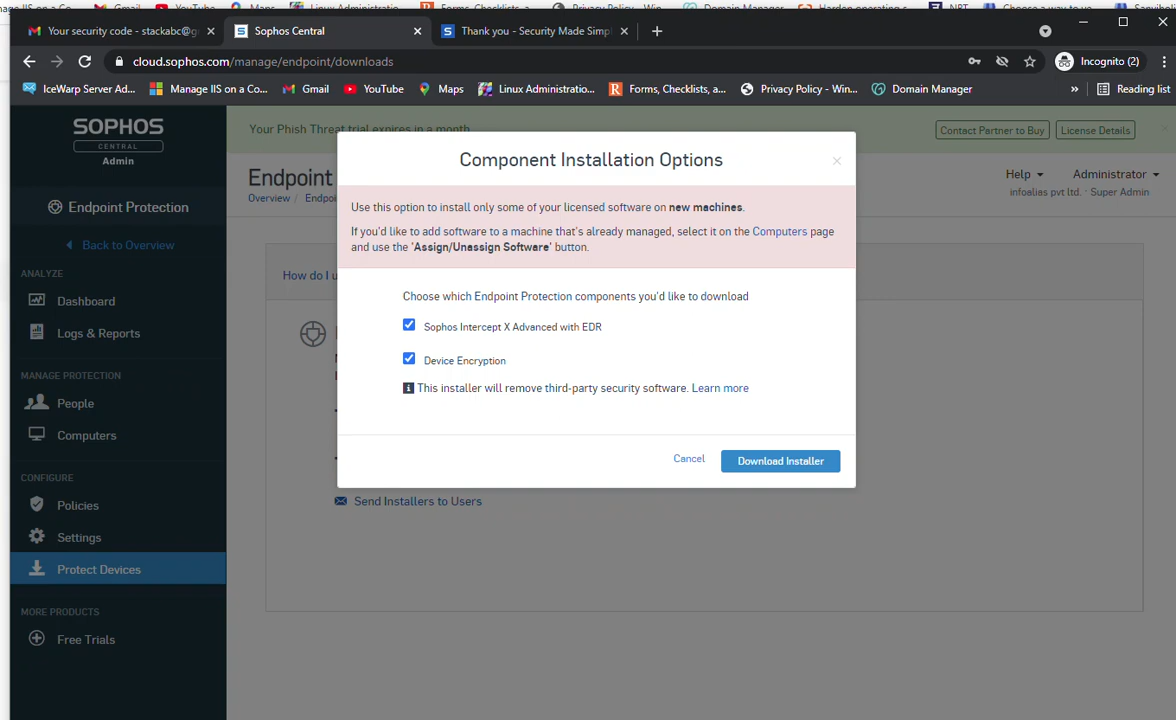 Your security code - stackabc@g
Sophos Central
Thank you - Security Made Simpl
cloud.sophos.com/manage/endpoint/downloads
Incognito (2)
IceWarp Server Ad...
Manage IIS on a Co...
Gmail
YouTube
Maps
Linux Administratio...
Forms, Checklists, a...
Privacy Policy - Win...
Domain Manager
»
Reading list
SOPHOS
CENTRAL
Admin
Endpoint Protection
Back to Overview
ANALYZE
Dashboard
Logs & Reports
MANAGE PROTECTION
People
Computers
CONFIGURE
Policies
Settings
Protect Devices
MORE PRODUCTS
Free Trials
Your Phish Threat trial expires in a month
Contact Partner to Buy
License Details
Endpoint
Overview / Endpoi
Help
Administrator
infoalias pvt ltd. · Super Admin
How do I u
Component Installation Options
Use this option to install only some of your licensed software on new machines.
If you'd like to add software to a machine that's already managed, select it on the Computers page
and use the 'Assign/Unassign Software' button.
Choose which Endpoint Protection components you'd like to download
Sophos Intercept X Advanced with EDR
Device Encryption
This installer will remove third-party security software. Learn more
Cancel
Download Installer
Send Installers to Users